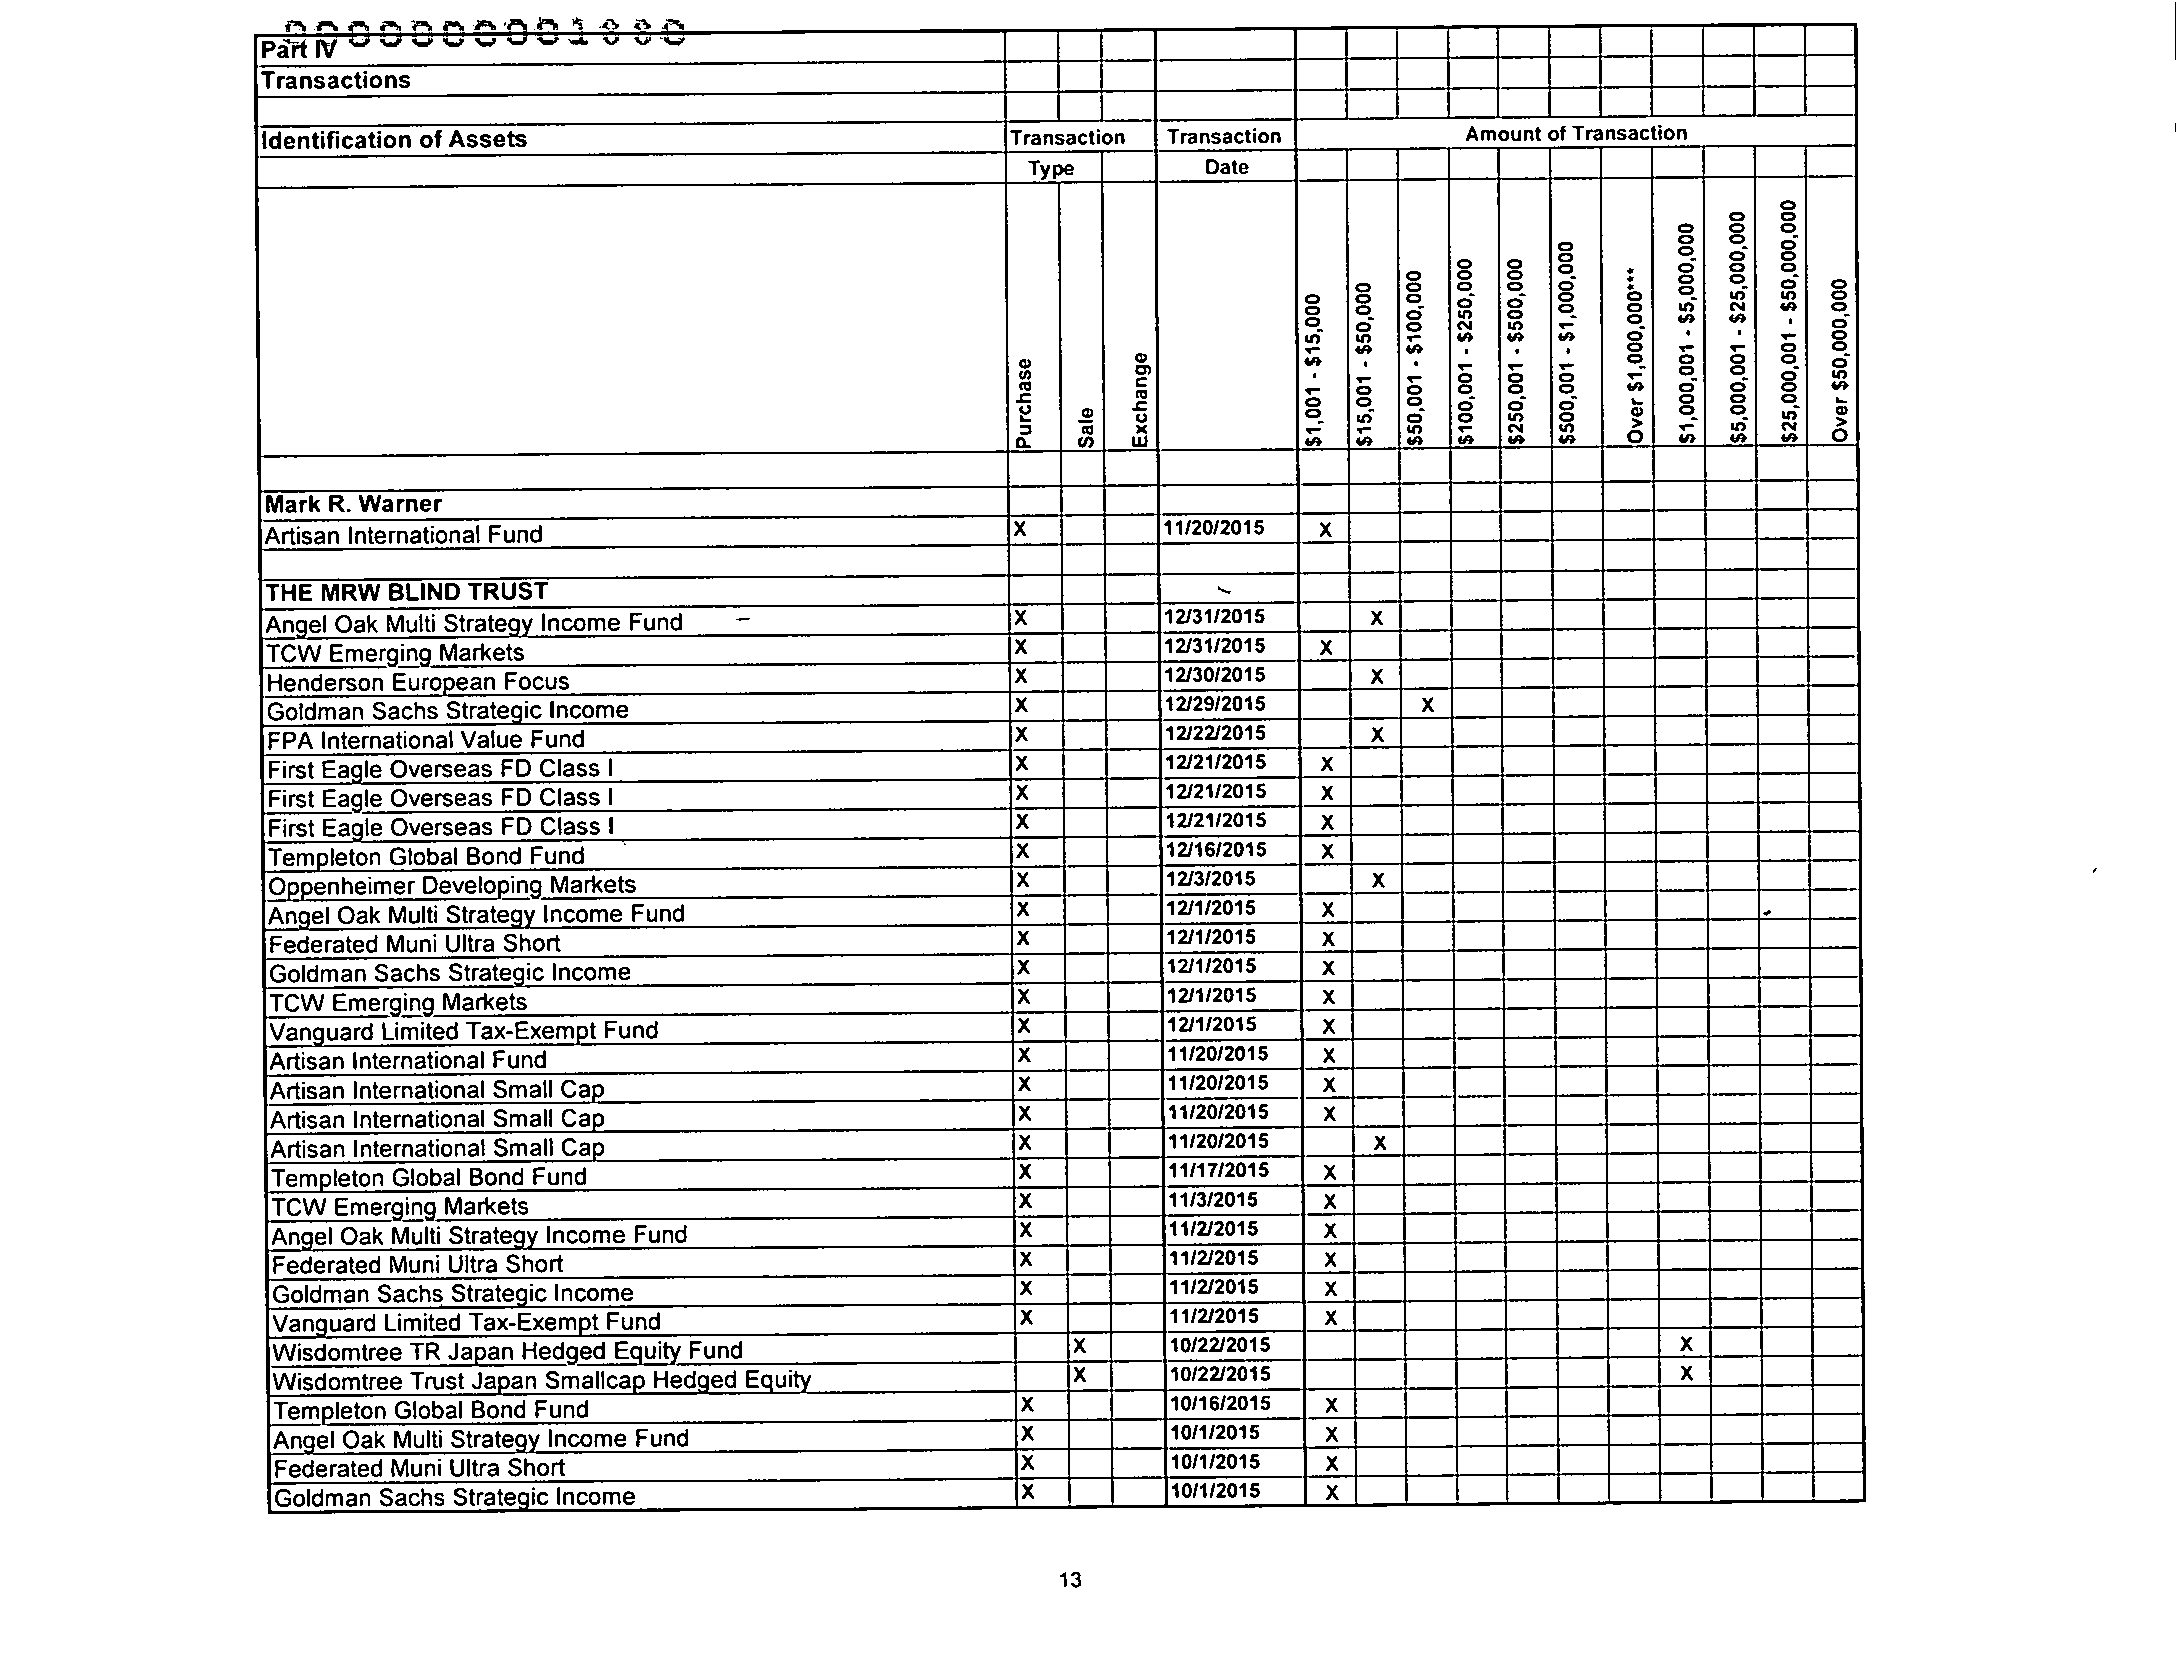 000000001880
Part IV
Transactions
Identification of Assets Transaction Transaction Amount of Transaction
Type Date
Purchase Sale Exchange $1,001 - $15,000 $15,001 - $50,000 $50,001 - $100,000 $100,001 - $250,000 $250,001 - $500,000 $500,001 - $1,000,000 Over $1,000,000*** $1,000,001 - $5,000,000 $5,000,001 - $25,000,000 $25,000,001 - $50,000,000 Over $50,000,000
Mark R. Warner
Artisan International Fund X 11/20/2015 X
THE MRW BLIND TRUST
Angel Oak Multi Strategy Income Fund X 12/31/2015 X
TCW Emerging Markets X 12/31/2015 X
Henderson European Focus X 12/30/2015 X
Goldman Sachs Strategic Income X 12/29/2015 X
FPA International Value Fund X 12/22/2015 X
First Eagle Overseas FD Class I X 12/21/2015 X
First Eagle Overseas FD Class I X 12/21/2015 X
First Eagle Overseas FD Class I X 12/21/2015 X
Templeton Global Bond Fund X 12/16/2015 X
Oppenheimer Developing Markets X 12/3/2015 X
Angel Oak Multi Strategy Income Fund X 12/1/2015 X
Federated Muni Ultra Short X 12/1/2015 X
Goldman Sachs Strategic Income X 12/1/2015 X
TCW Emerging Markets X 12/1/2015 X
Vanguard Limited Tax-Exempt Fund X 12/1/2015 X
Artisan International Fund X 11/20/2015 X
Artisan International Small Cap X 11/20/2015 X
Artisan International Small Cap X 11/20/2015 X
Artisan International Small Cap X 11/20/2015 X
Templeton Global Bond Fund X 11/17/2015 X
TCW Emerging Markets X 11/3/2015 X
Angel Oak Multi Strategy Income Fund X 11/2/2015 X
Federated Muni Ultra Short X 11/2/2015 X
Goldman Sachs Strategic Income X 11/2/2015 X
Vanguard Limited Tax-Exempt Fund X 11/2/2015 X
Wisdomtree TR Japan Hedged Equity Fund X 10/22/2015 X
Wisdomtree Trust Japan Smallcap Hedged Equity X 10/22/2015 X
Templeton Global Bond Fund X 10/16/2015 X
Angel Oak Multi Strategy Income Fund X 10/1/2015 X
Federated Muni Ultra Short X 10/1/2015 X
Goldman Sachs Strategic Income X 10/1/2015 X
13